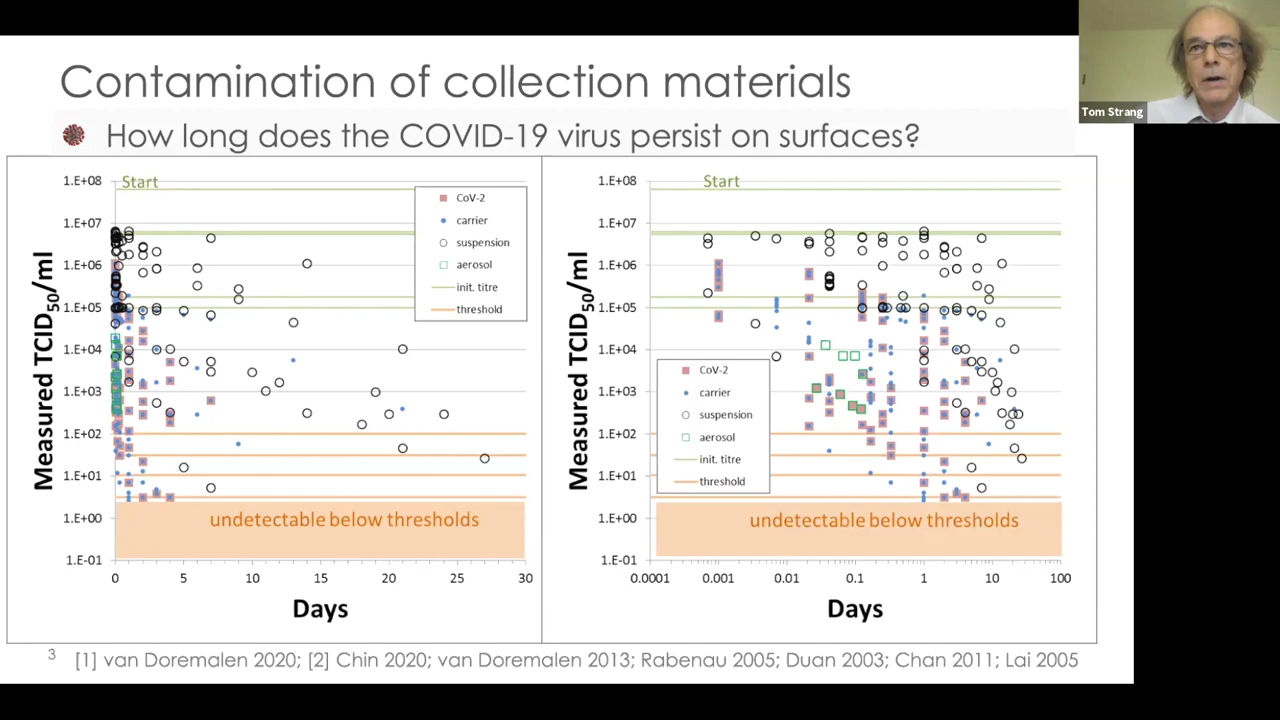 Contamination of collection materials
Tom Strang
How long does the COVID-19 virus persist on surfaces?
Measured TCID50/ml
1.E+08
1.E+07
1.E+06
1.E+05
1.E+04
1.E+03
1.E+02
1.E+01
1.E+00
1.E-01
Start
CoV-2
carrier
suspension
aerosol
init. titre
threshold
undetectable below thresholds
0 5 10 15 20 25 30
Days
Measured TCID50/ml
1.E+08
1.E+07
1.E+06
1.E+05
1.E+04
1.E+03
1.E+02
1.E+01
1.E+00
1.E-01
Start
CoV-2
carrier
suspension
aerosol
init. titre
threshold
undetectable below thresholds
0.0001 0.001 0.01 0.1 1 10 100
Days
3
[1] van Doremalen 2020; [2] Chin 2020; van Doremalen 2013; Rabenau 2005; Duan 2003; Chan 2011; Lai 2005